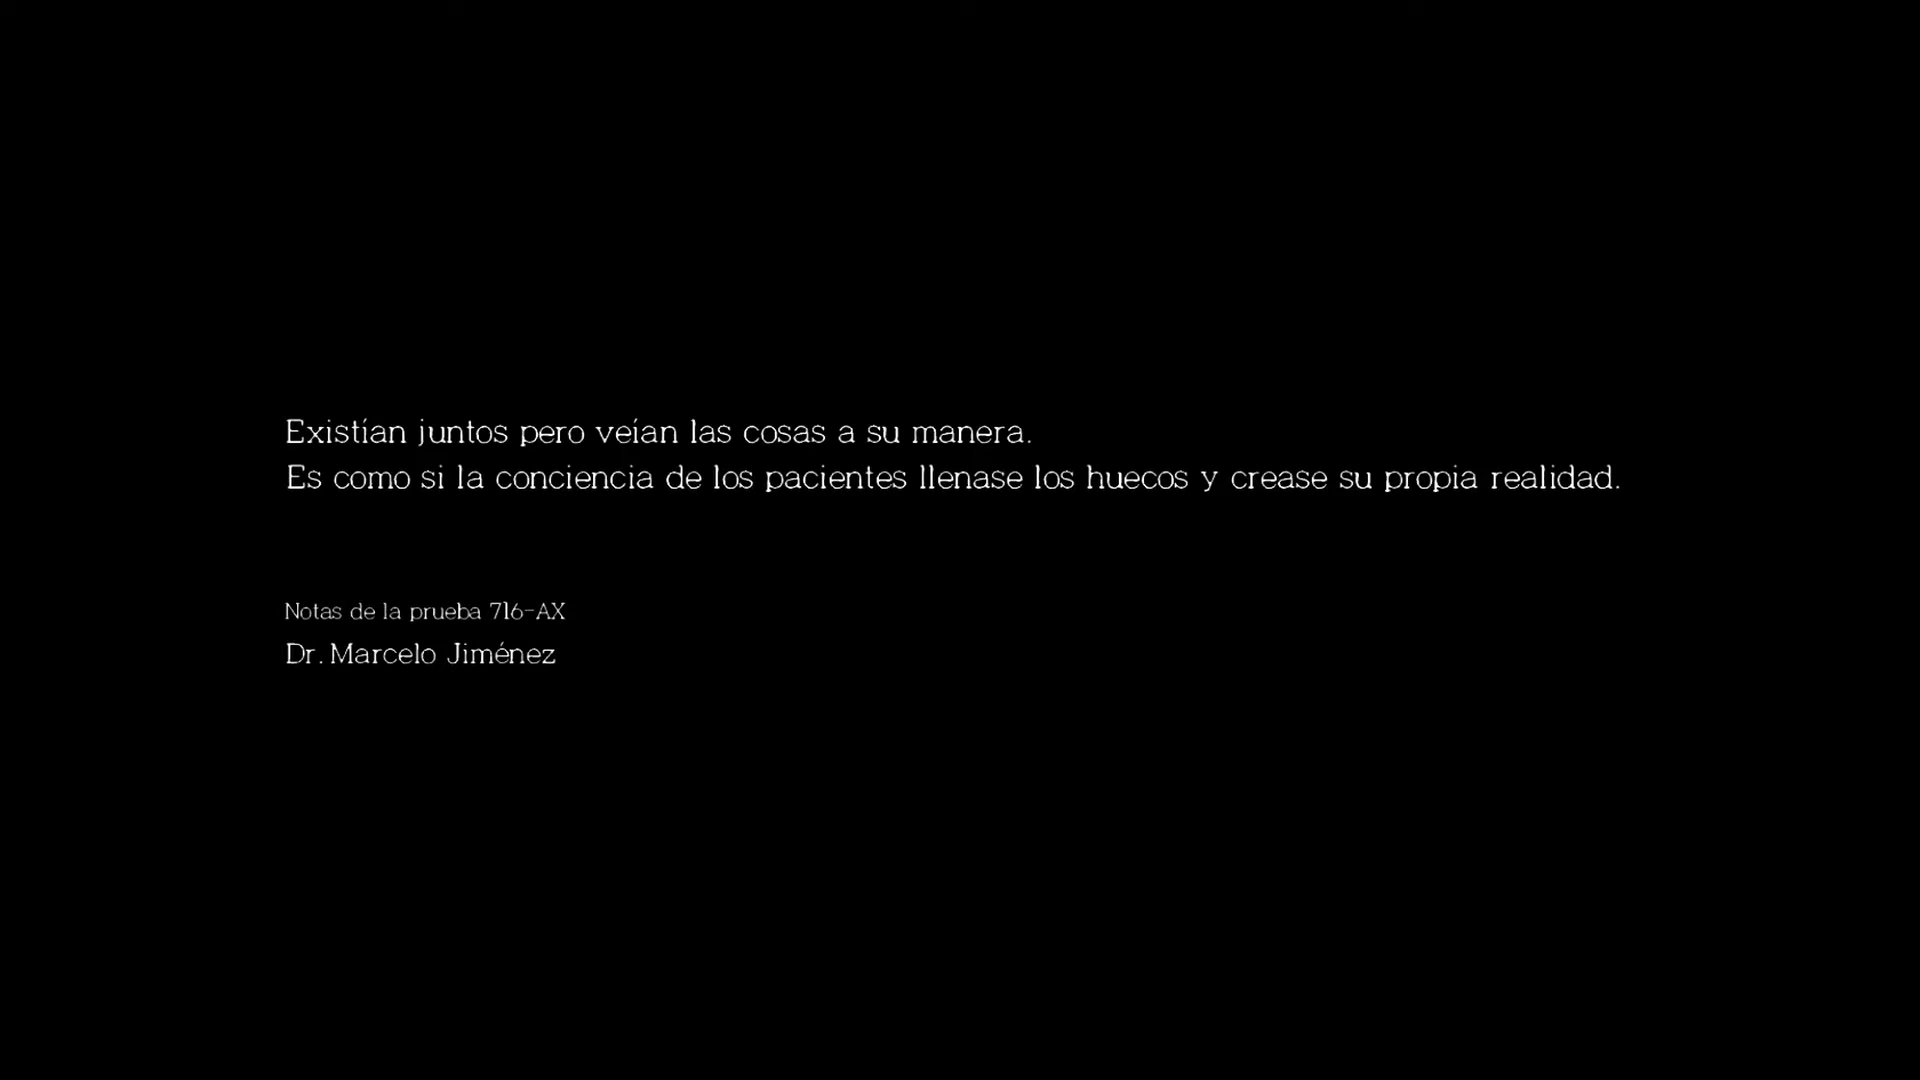 Existían juntos pero veían las cosas a su manera.
Es como si la conciencia de los pacientes llenase los huecos y crease su propia realidad.
Notas de la prueba 716-AX
Dr. Marcelo Jiménez